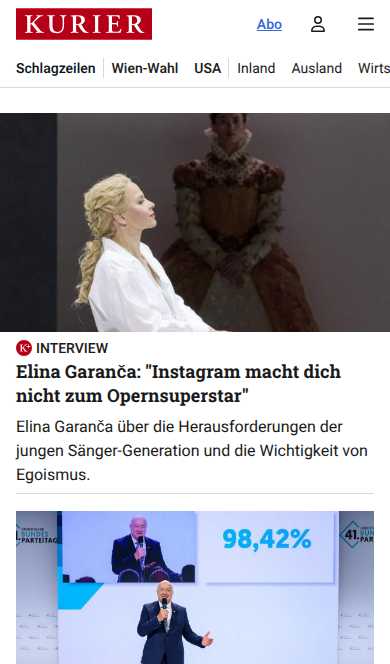 KURIER
Abo
Schlagzeilen
Wien-Wahl
USA
Inland
Ausland
Wirts
K+ INTERVIEW
Elina Garanča: "Instagram macht dich
nicht zum Opernsuperstar"
Elina Garanča über die Herausforderungen der
jungen Sänger-Generation und die Wichtigkeit von
Egoismus.
BUNDES
PARTEITAG
98,42%
41.